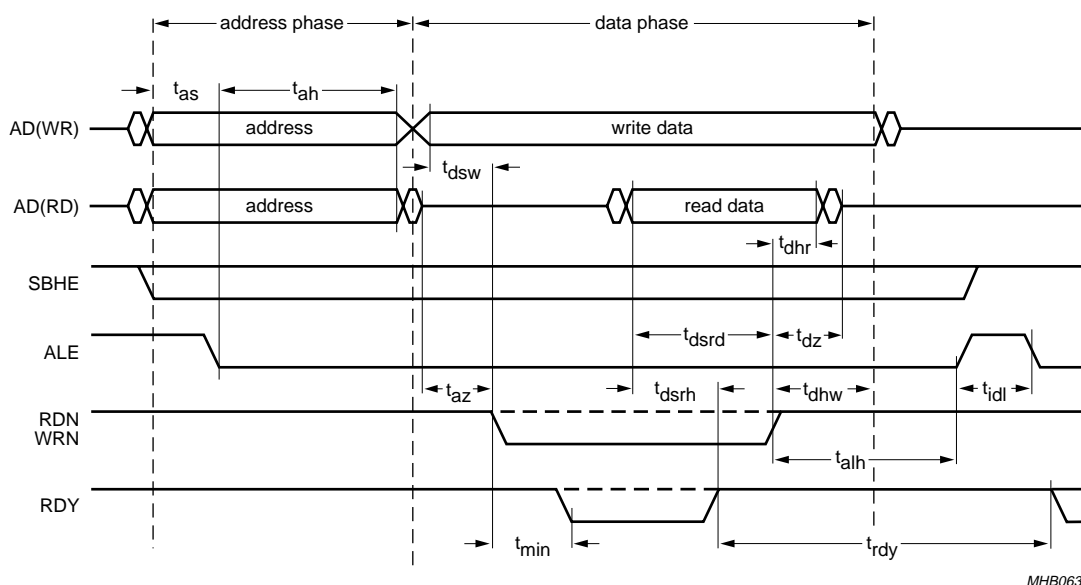 address phase
data phase
tas
tah
AD(WR)
address
write data
tdsw
AD(RD)
address
read data
tdhr
SBHE
tdsrd
tdz
ALE
taz
tdsrh
tdhw
tidl
RDN
WRN
talh
RDY
tmin
trdy
MHB063